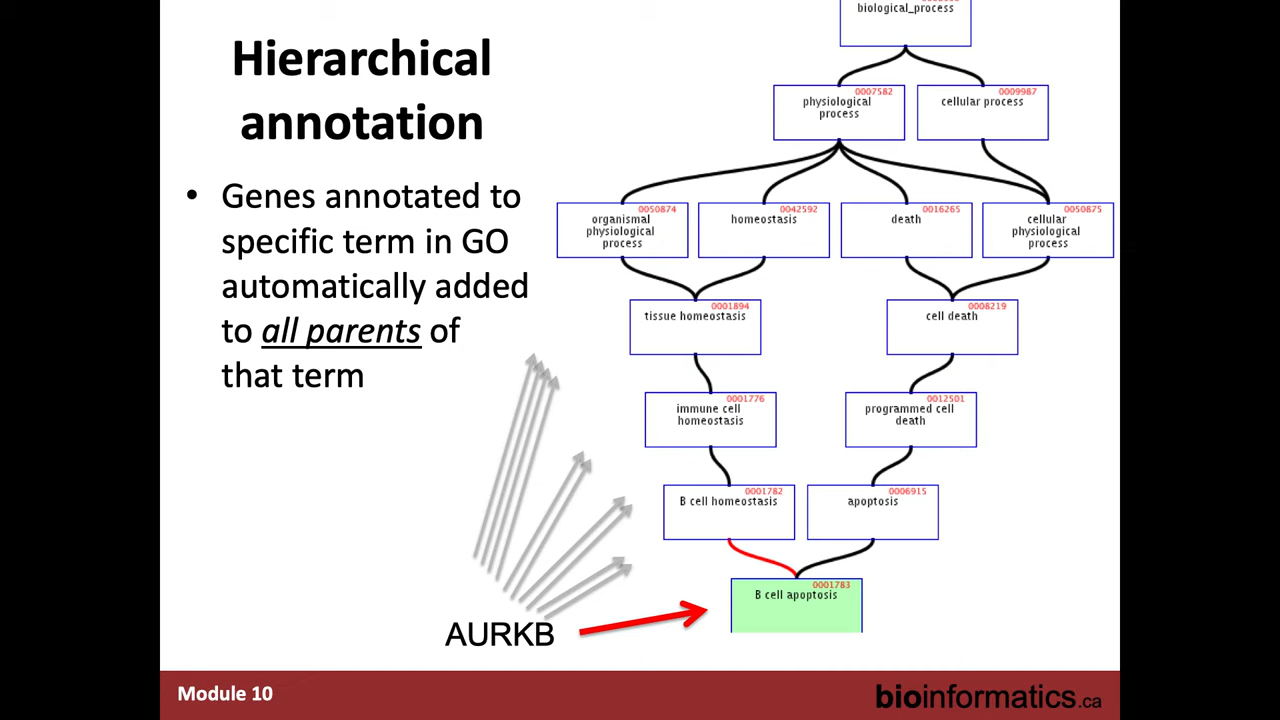 Hierarchical
annotation
• Genes annotated to
specific term in GO
automatically added
to all parents of
that term
AURKB
biological_process
0007582
physiological
process
0009987
cellular process
0050874
organismal
physiological
process
0042592
homeostasis
0016265
death
0050875
cellular
physiological
process
0001894
tissue homeostasis
0008219
cell death
0001776
immune cell
homeostasis
0012501
programmed cell
death
0001782
B cell homeostasis
0006915
apoptosis
0001783
B cell apoptosis
Module 10
bioinformatics.ca